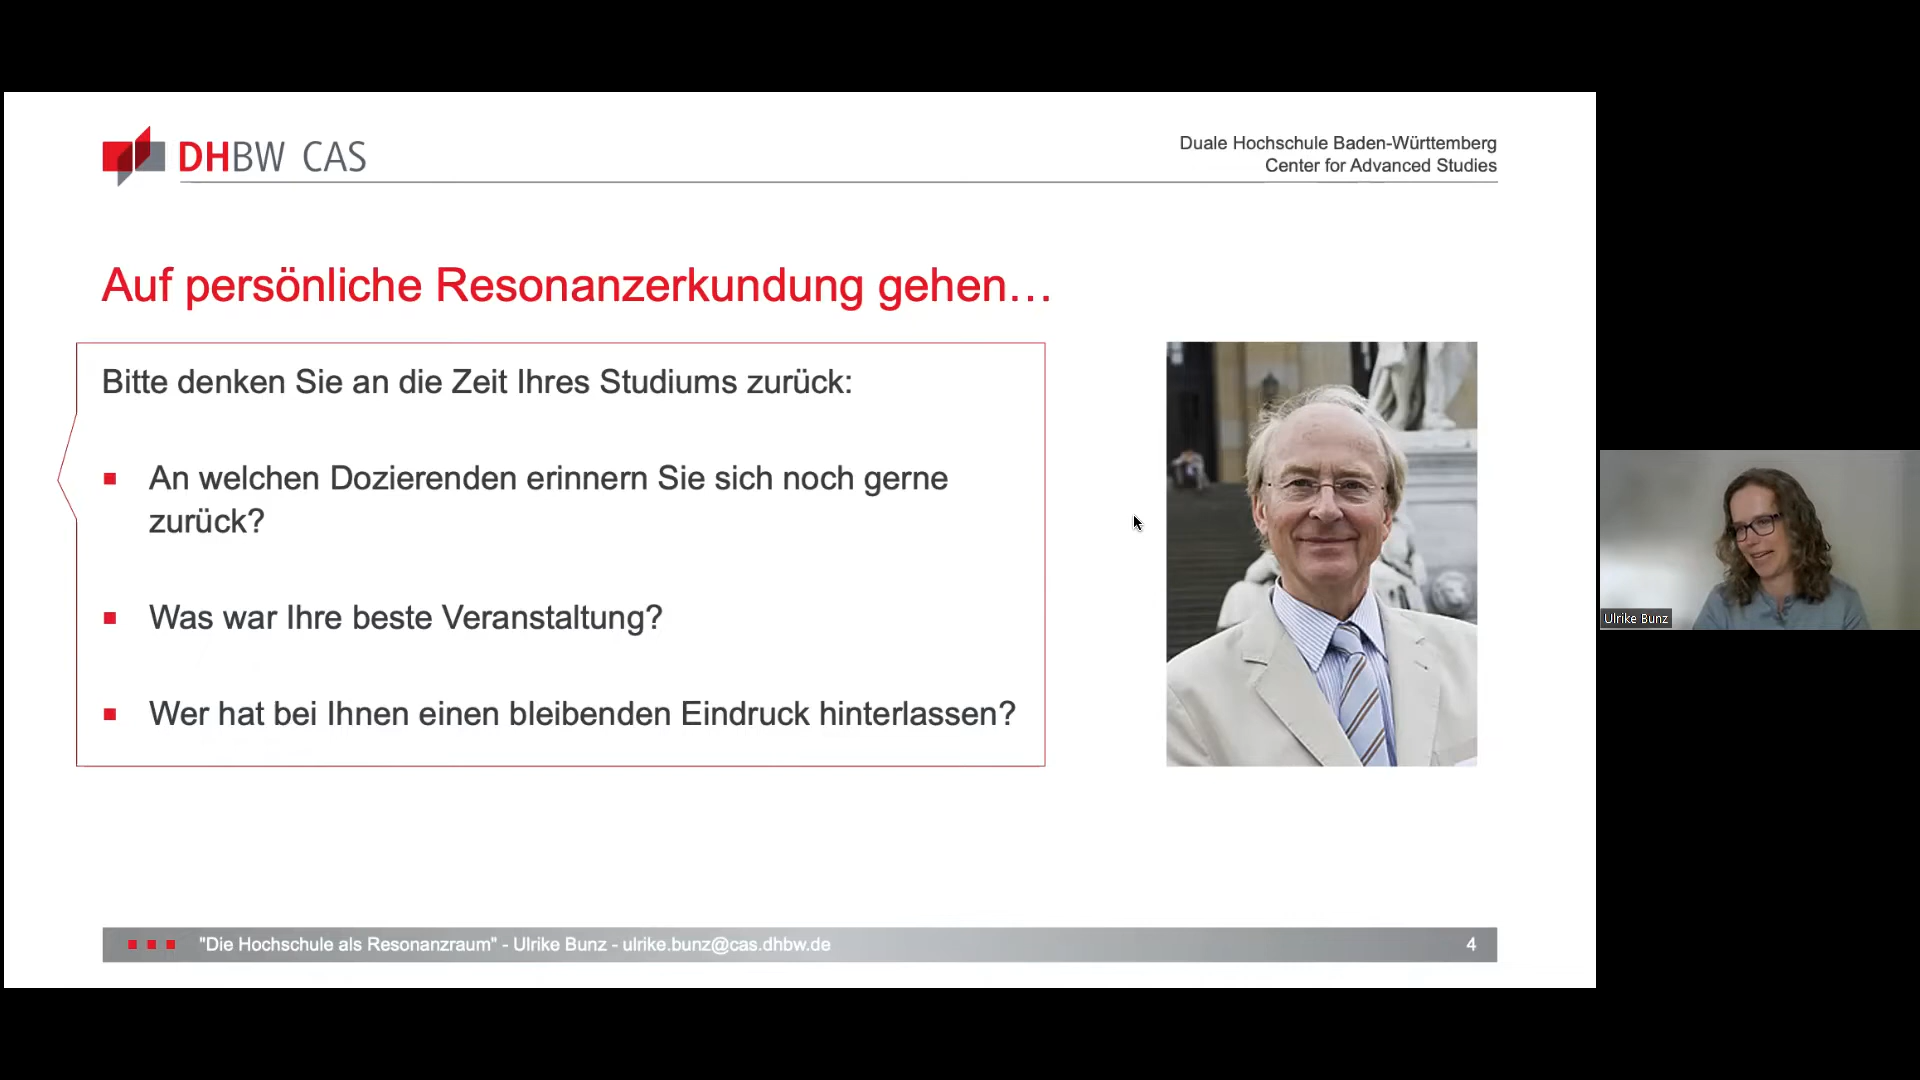 DHBW CAS
Duale Hochschule Baden-Württemberg
Center for Advanced Studies
Auf persönliche Resonanzerkundung gehen…
Bitte denken Sie an die Zeit Ihres Studiums zurück:
An welchen Dozierenden erinnern Sie sich noch gerne
zurück?
Was war Ihre beste Veranstaltung?
Wer hat bei Ihnen einen bleibenden Eindruck hinterlassen?
Ulrike Bunz
"Die Hochschule als Resonanzraum" - Ulrike Bunz - ulrike.bunz@cas.dhbw.de
4